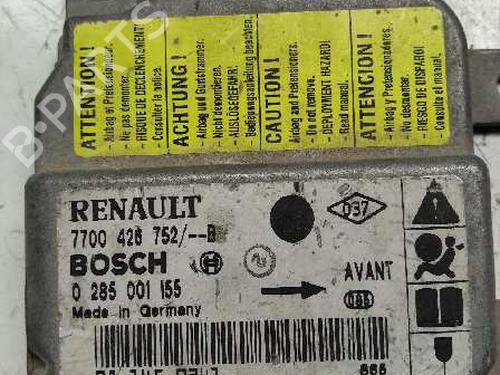 ATTENTION !
- Airbag et Pretensionneurs.
- Ne pas demonter.
- RISQUE DE DECLENCHEMENT!
- Consulter la notice.
ACHTUNG !
- Airbag und Gurtstrammer.
- Nicht demontieren.
- AUSLÖSEGEFAHR!
- Bedienungsanleitung beachten.
CAUTION !
- Airbag and Pretensioners.
- Do not remove.
- DEPLOYMENT HAZARD!
- Read manual.
ATENCION !
- Airbag y Pretensionadores.
- No desmontar.
- RIESGO DE DISPARO!
- Consulte el manual.
RENAULT
7700 428 752/--B
BOSCH
0 285 001 155
Made in Germany
037
AVANT
866
B-PARTS